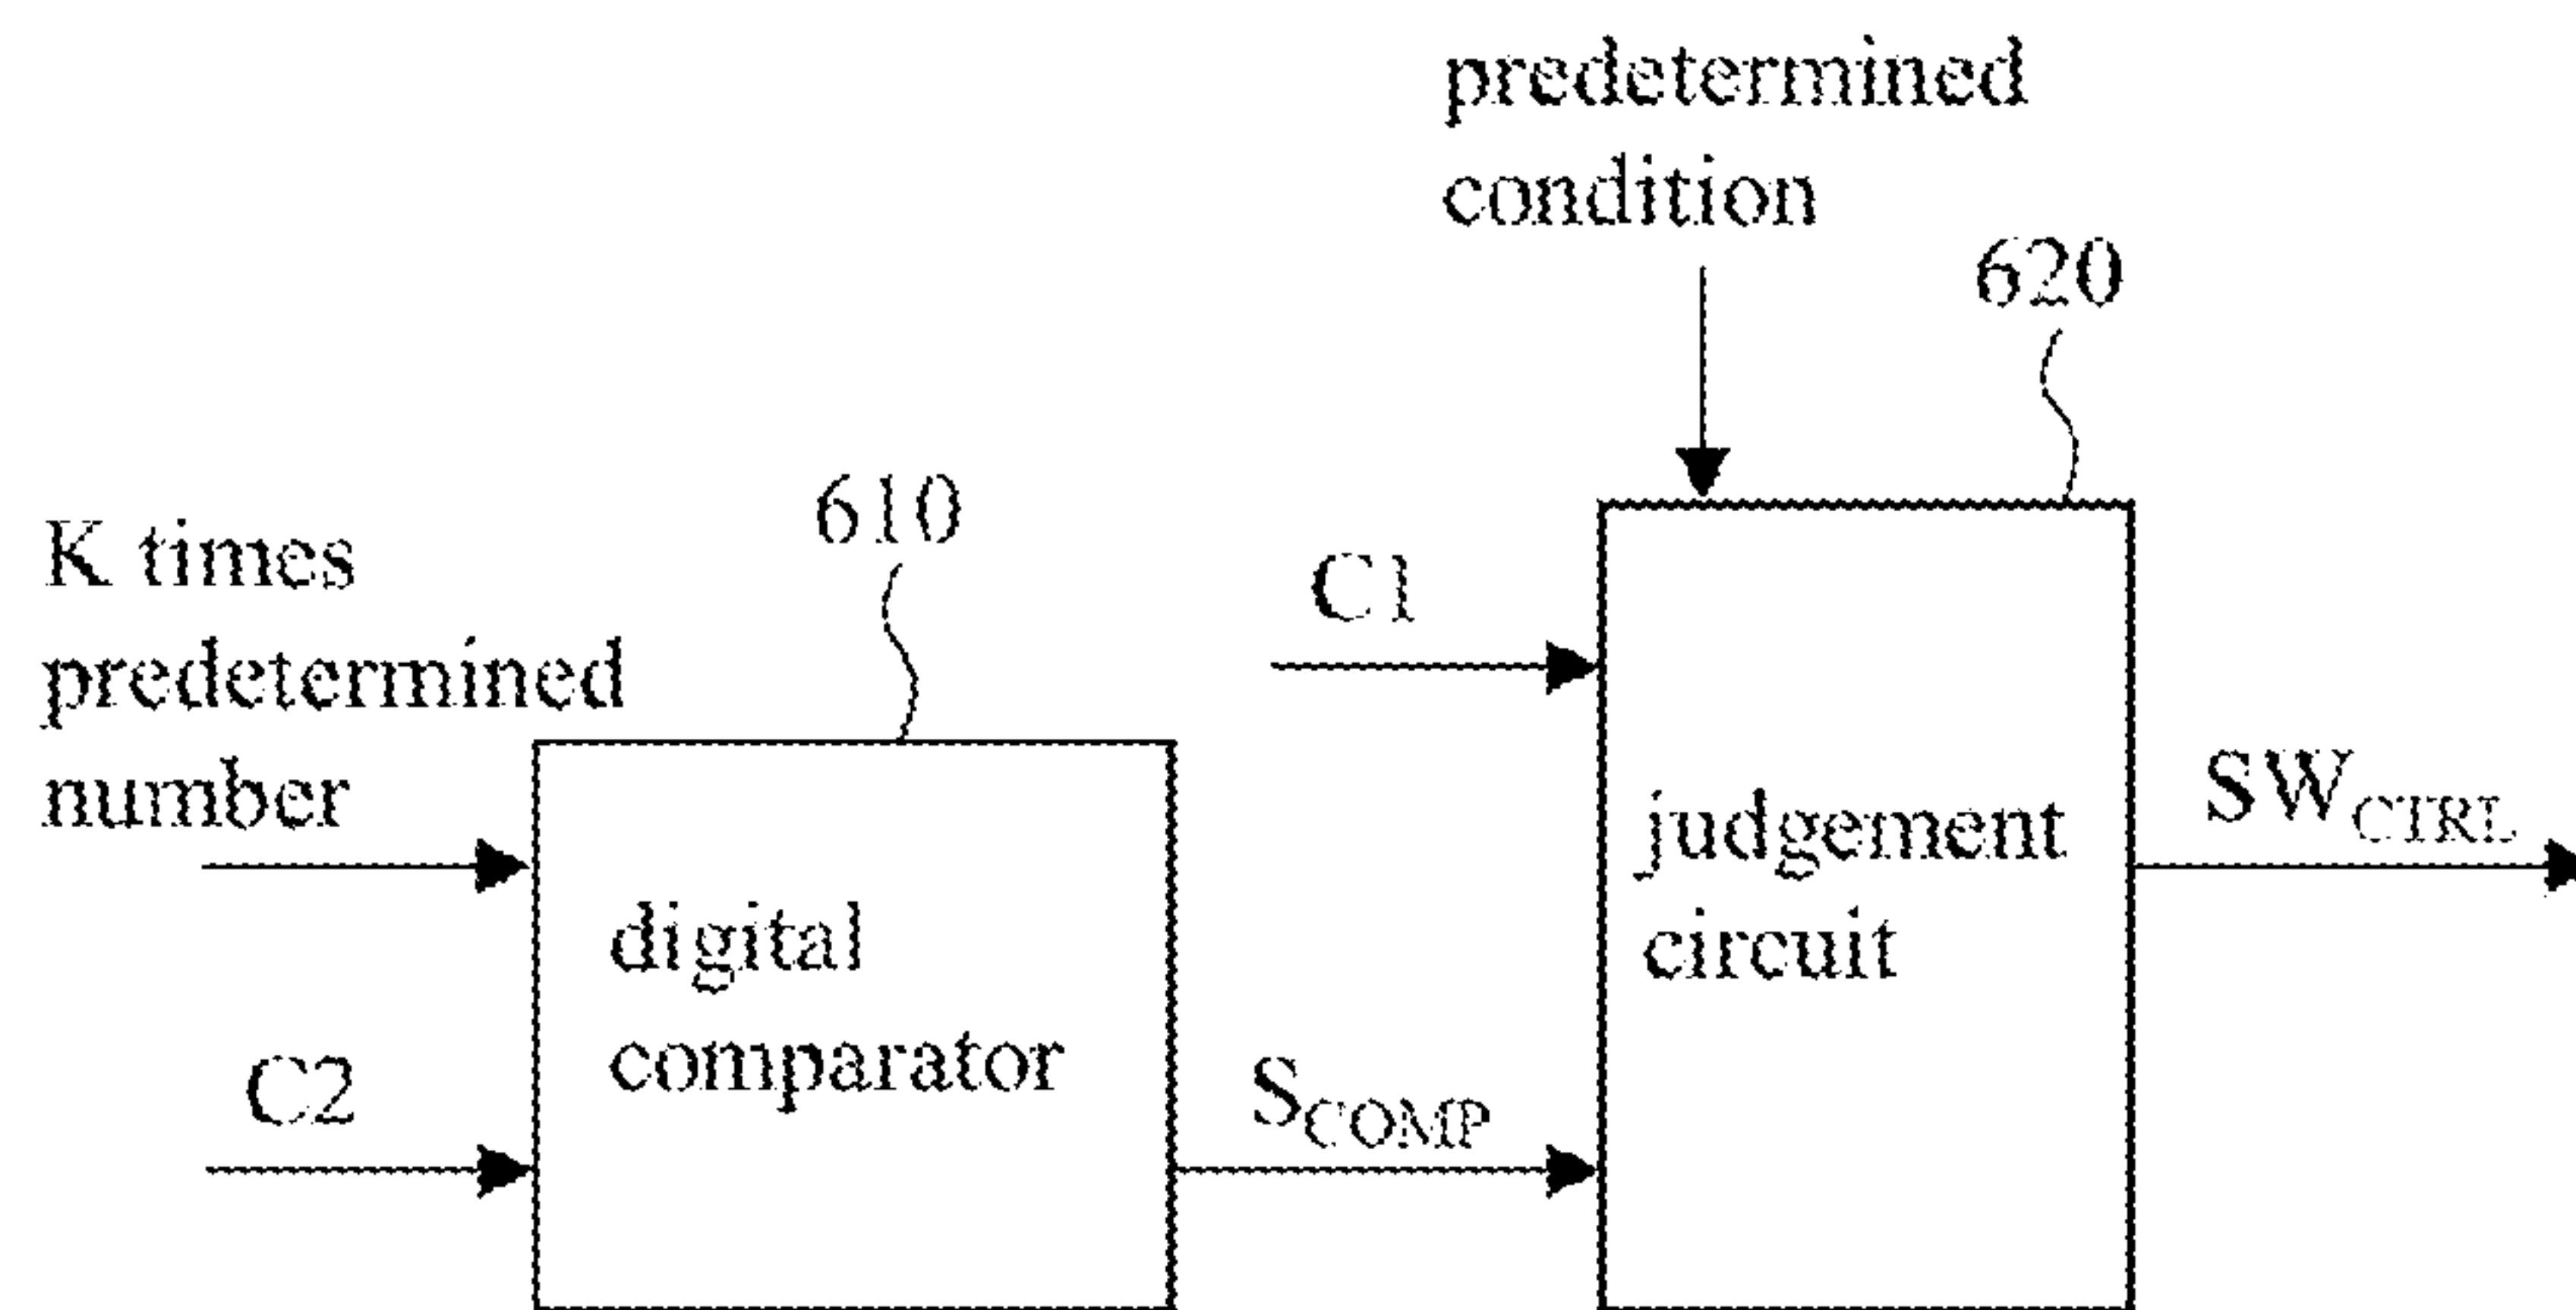 predetermined
condition
620
610
K times
predetermined
number
C1
judgement
circuit
SW_CTRL
digital
comparator
C2
S_COMP